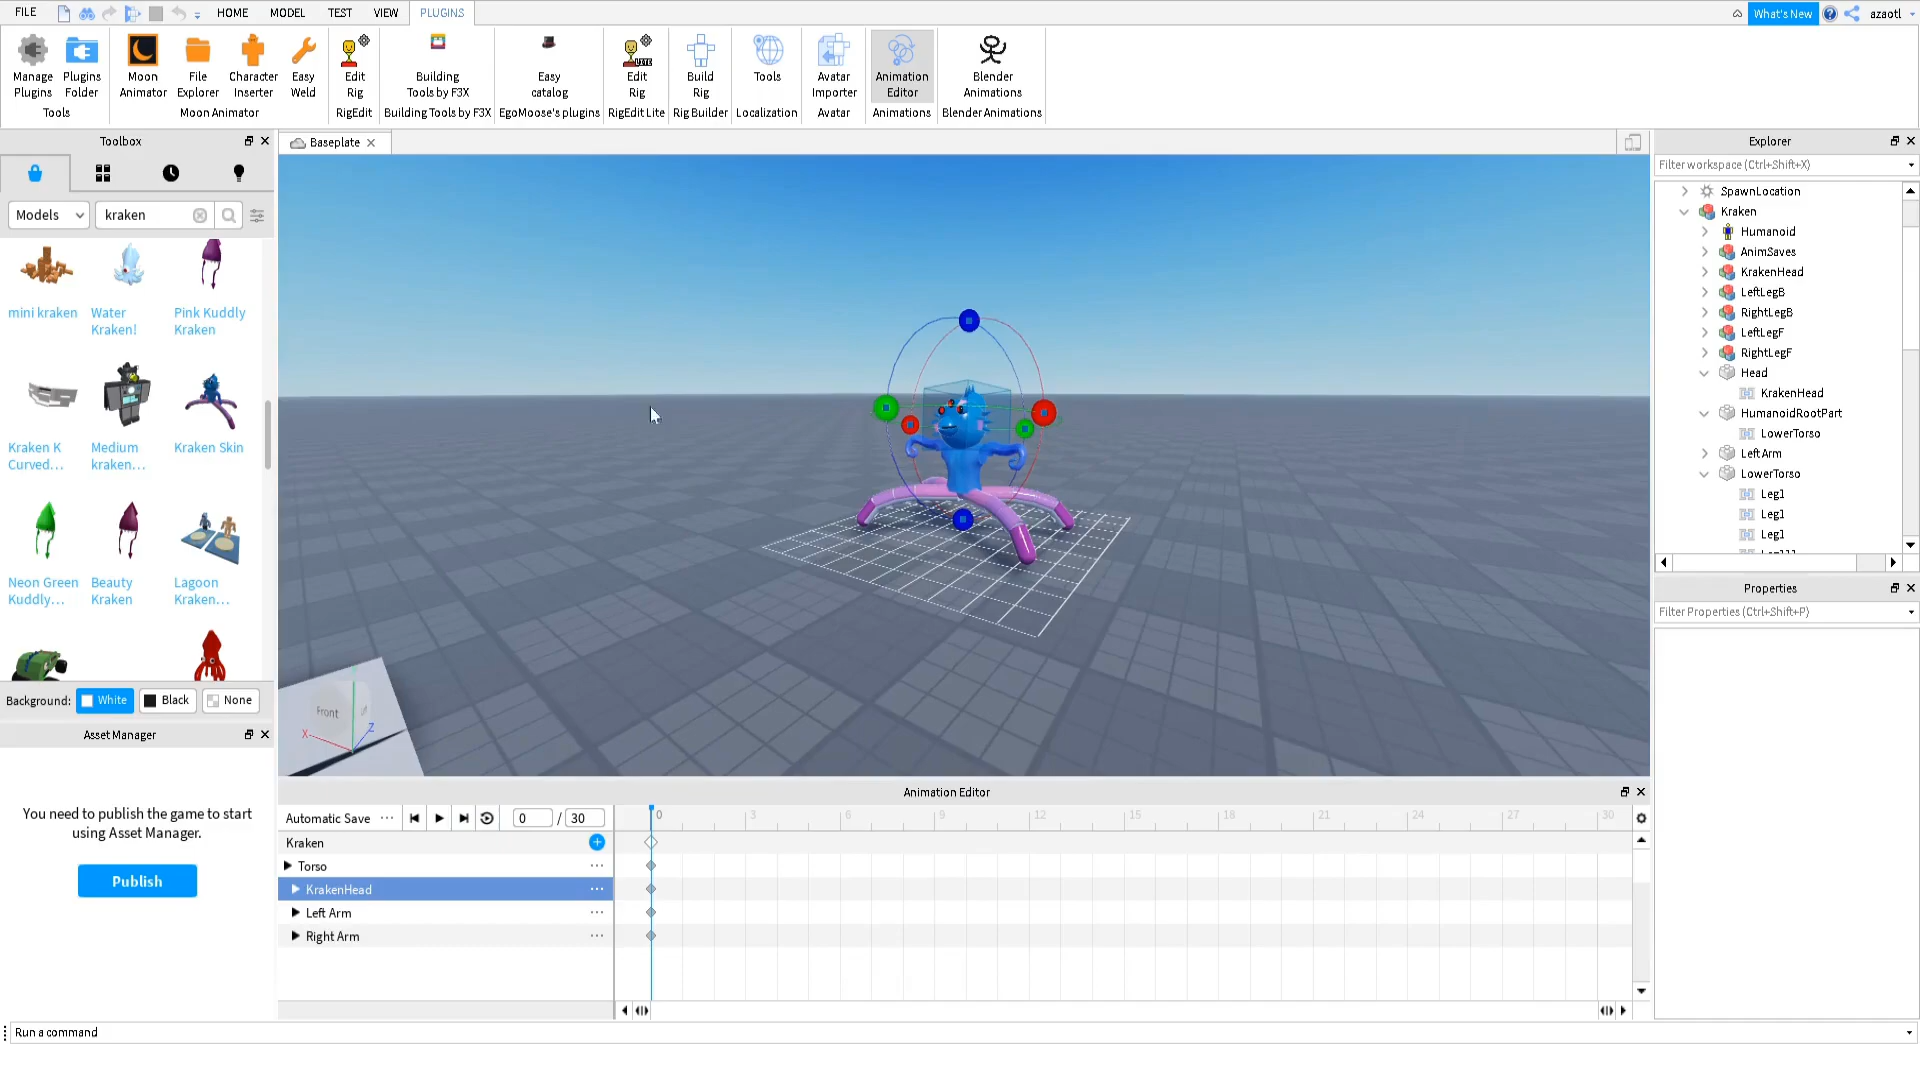 FILE HOME MODEL TEST VIEW PLUGINS What's New azaotl
Manage Plugins
Plugins Folder
Tools
Moon Animator
File Explorer
Character Inserter
Easy Weld
Moon Animator
Edit Rig
RigEdit
Building Tools by F3X
Building Tools by F3X
Easy catalog
EgoMoose's plugins
Edit Rig
RigEdit Lite
Build Rig
Rig Builder
Tools
Localization
Avatar Importer
Avatar
Animation Editor
Animations
Blender Animations
Blender Animations
Toolbox
Models kraken
mini kraken
Water Kraken!
Pink Kuddly Kraken
Kraken K Curved...
Medium kraken...
Kraken Skin
Neon Green Kuddly...
Beauty Kraken
Lagoon Kraken...
Background: White Black None
Asset Manager
You need to publish the game to start
using Asset Manager.
Publish
Baseplate
Front
X
Z
Animation Editor
Automatic Save ... 0 / 30
0 3 6 9 12 15 18 21 24 27 30
Kraken
Torso
KrakenHead
Left Arm
Right Arm
Explorer
Filter workspace (Ctrl+Shift+X)
SpawnLocation
Kraken
Humanoid
AnimSaves
KrakenHead
LeftLegB
RightLegB
LeftLegF
RightLegF
Head
KrakenHead
HumanoidRootPart
LowerTorso
Left Arm
LowerTorso
Leg1
Leg1
Leg1
Properties
Filter Properties (Ctrl+Shift+P)
Run a command